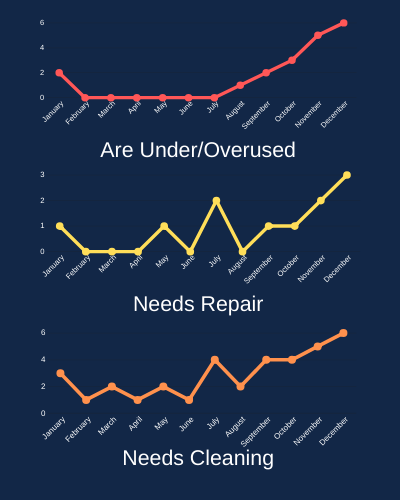 6
4
2
0
January February March April May June July August September October November December
Are Under/Overused
3
2
1
0
January February March April May June July August September October November December
Needs Repair
6
4
2
0
January February March April May June July August September October November December
Needs Cleaning